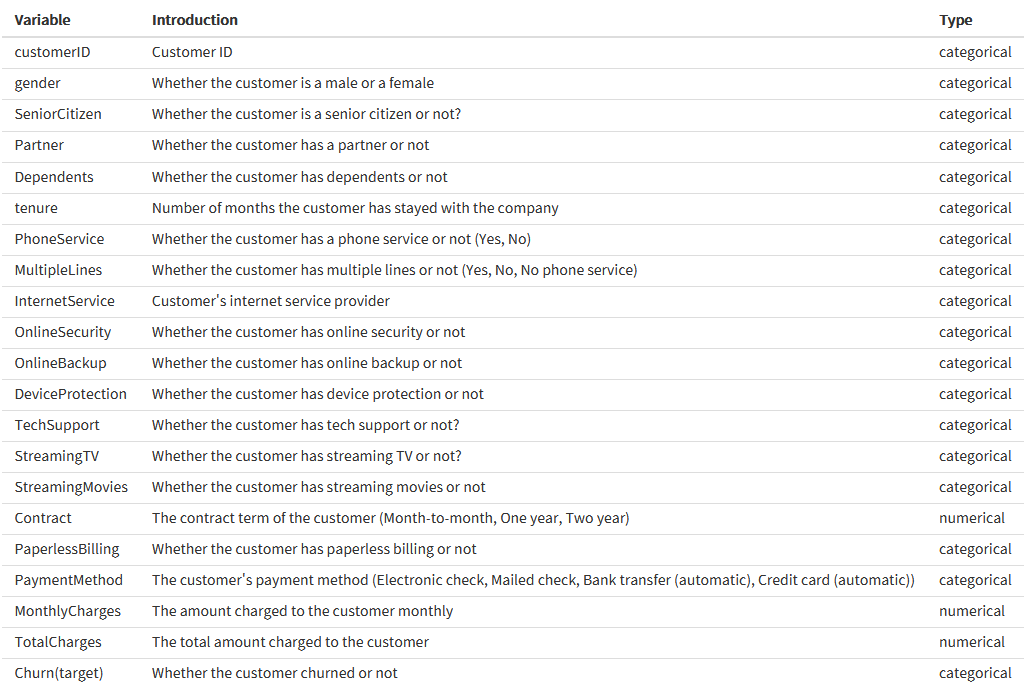 Variable Introduction Type
customerID Customer ID categorical
gender Whether the customer is a male or a female categorical
SeniorCitizen Whether the customer is a senior citizen or not? categorical
Partner Whether the customer has a partner or not categorical
Dependents Whether the customer has dependents or not categorical
tenure Number of months the customer has stayed with the company categorical
PhoneService Whether the customer has a phone service or not (Yes, No) categorical
MultipleLines Whether the customer has multiple lines or not (Yes, No, No phone service) categorical
InternetService Customer's internet service provider categorical
OnlineSecurity Whether the customer has online security or not categorical
OnlineBackup Whether the customer has online backup or not categorical
DeviceProtection Whether the customer has device protection or not categorical
TechSupport Whether the customer has tech support or not? categorical
StreamingTV Whether the customer has streaming TV or not? categorical
StreamingMovies Whether the customer has streaming movies or not categorical
Contract The contract term of the customer (Month-to-month, One year, Two year) numerical
PaperlessBilling Whether the customer has paperless billing or not categorical
PaymentMethod The customer's payment method (Electronic check, Mailed check, Bank transfer (automatic), Credit card (automatic)) categorical
MonthlyCharges The amount charged to the customer monthly numerical
TotalCharges The total amount charged to the customer numerical
Churn(target) Whether the customer churned or not categorical